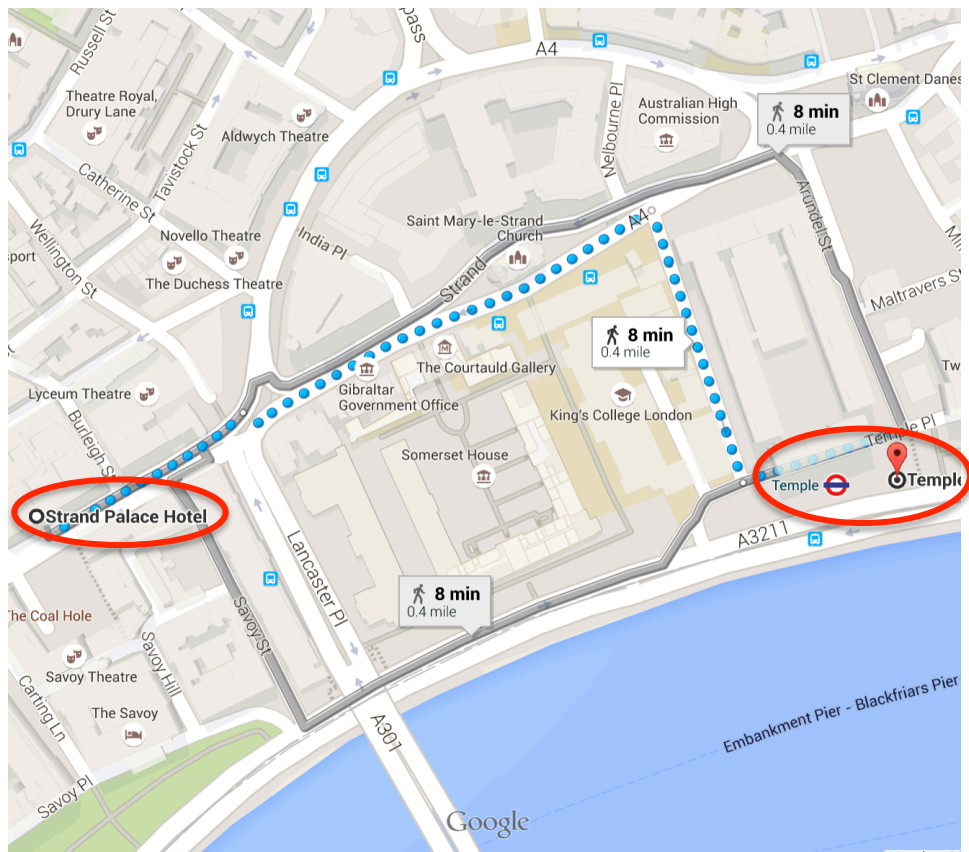 Russell St
pass
A4
St Clement Danes
Theatre Royal,
Drury Lane
Aldwych Theatre
Tavistock St
Melbourne Pl
Australian High
Commission
8 min
0.4 mile
Catherine St
Wellington St
sport
Novello Theatre
The Duchess Theatre
India Pl
Saint Mary-le-Strand
Church
A4
Arundel St
Strand
Maltravers St
8 min
0.4 mile
The Courtauld Gallery
Gibraltar
Government Office
King's College London
Lyceum Theatre
Burleigh St
Somerset House
Temple Pl
Temple
Temple
Strand Palace Hotel
A3211
Lancaster Pl
8 min
0.4 mile
Savoy St
The Coal Hole
Savoy Hill
Savoy Theatre
Carting Ln
The Savoy
A301
Embankment Pier - Blackfriars Pier
Savoy Pl
Google